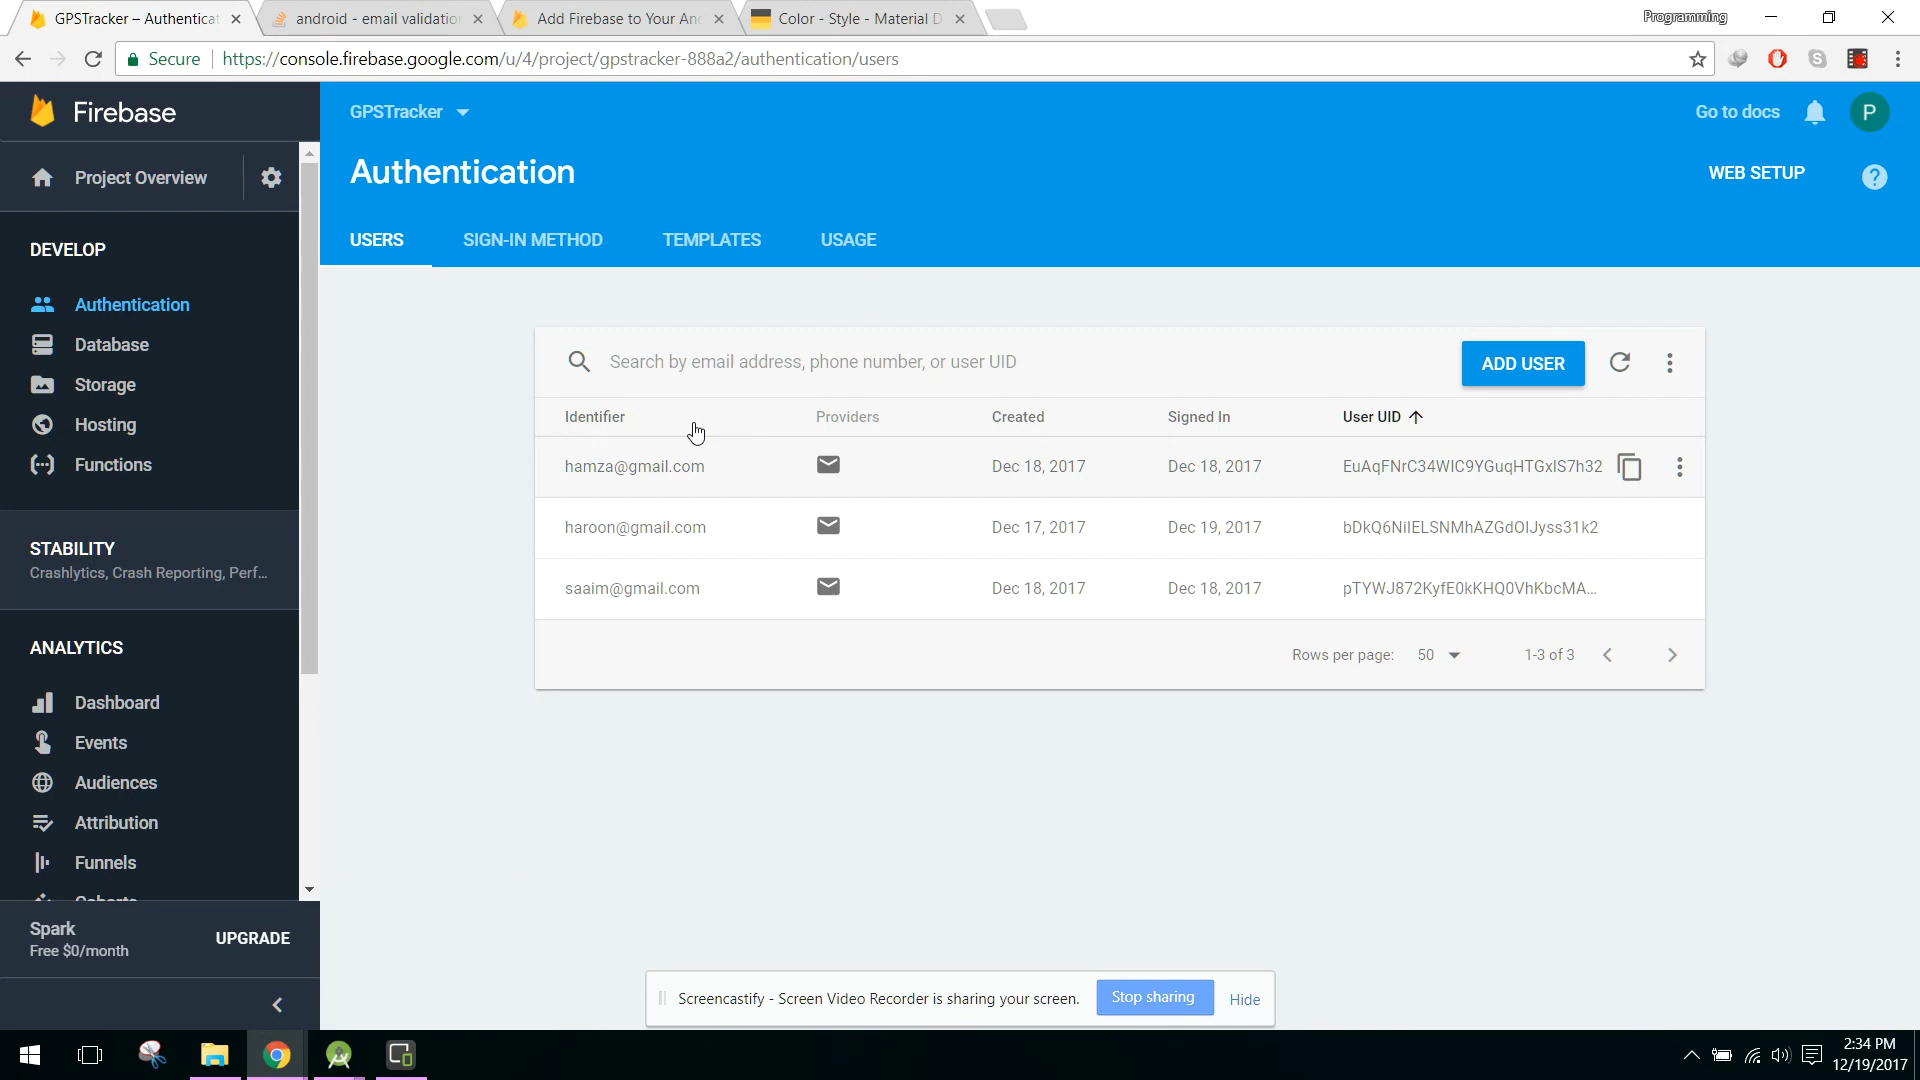 GPSTracker – Authenticat
android - email validatio
Add Firebase to Your An
Color - Style - Material D
Programming
Secure
https://console.firebase.google.com/u/4/project/gpstracker-888a2/authentication/users
Firebase
GPSTracker
Go to docs
P
Project Overview
Authentication
WEB SETUP
?
USERS
SIGN-IN METHOD
TEMPLATES
USAGE
DEVELOP
Authentication
Database
Storage
Hosting
Functions
STABILITY
Crashlytics, Crash Reporting, Perf...
ANALYTICS
Dashboard
Events
Audiences
Attribution
Funnels
Spark
Free $0/month
UPGRADE
Search by email address, phone number, or user UID
ADD USER
Identifier
Providers
Created
Signed In
User UID
hamza@gmail.com
Dec 18, 2017
Dec 18, 2017
EuAqFNrC34WlC9YGuqHTGxlS7h32
haroon@gmail.com
Dec 17, 2017
Dec 19, 2017
bDkQ6NilELSNMhAZGdOlJyss31k2
saaim@gmail.com
Dec 18, 2017
Dec 18, 2017
pTYWJ872KyfE0kKHQ0VhKbcMA...
Rows per page:
50
1-3 of 3
Screencastify - Screen Video Recorder is sharing your screen.
Stop sharing
Hide
2:34 PM
12/19/2017